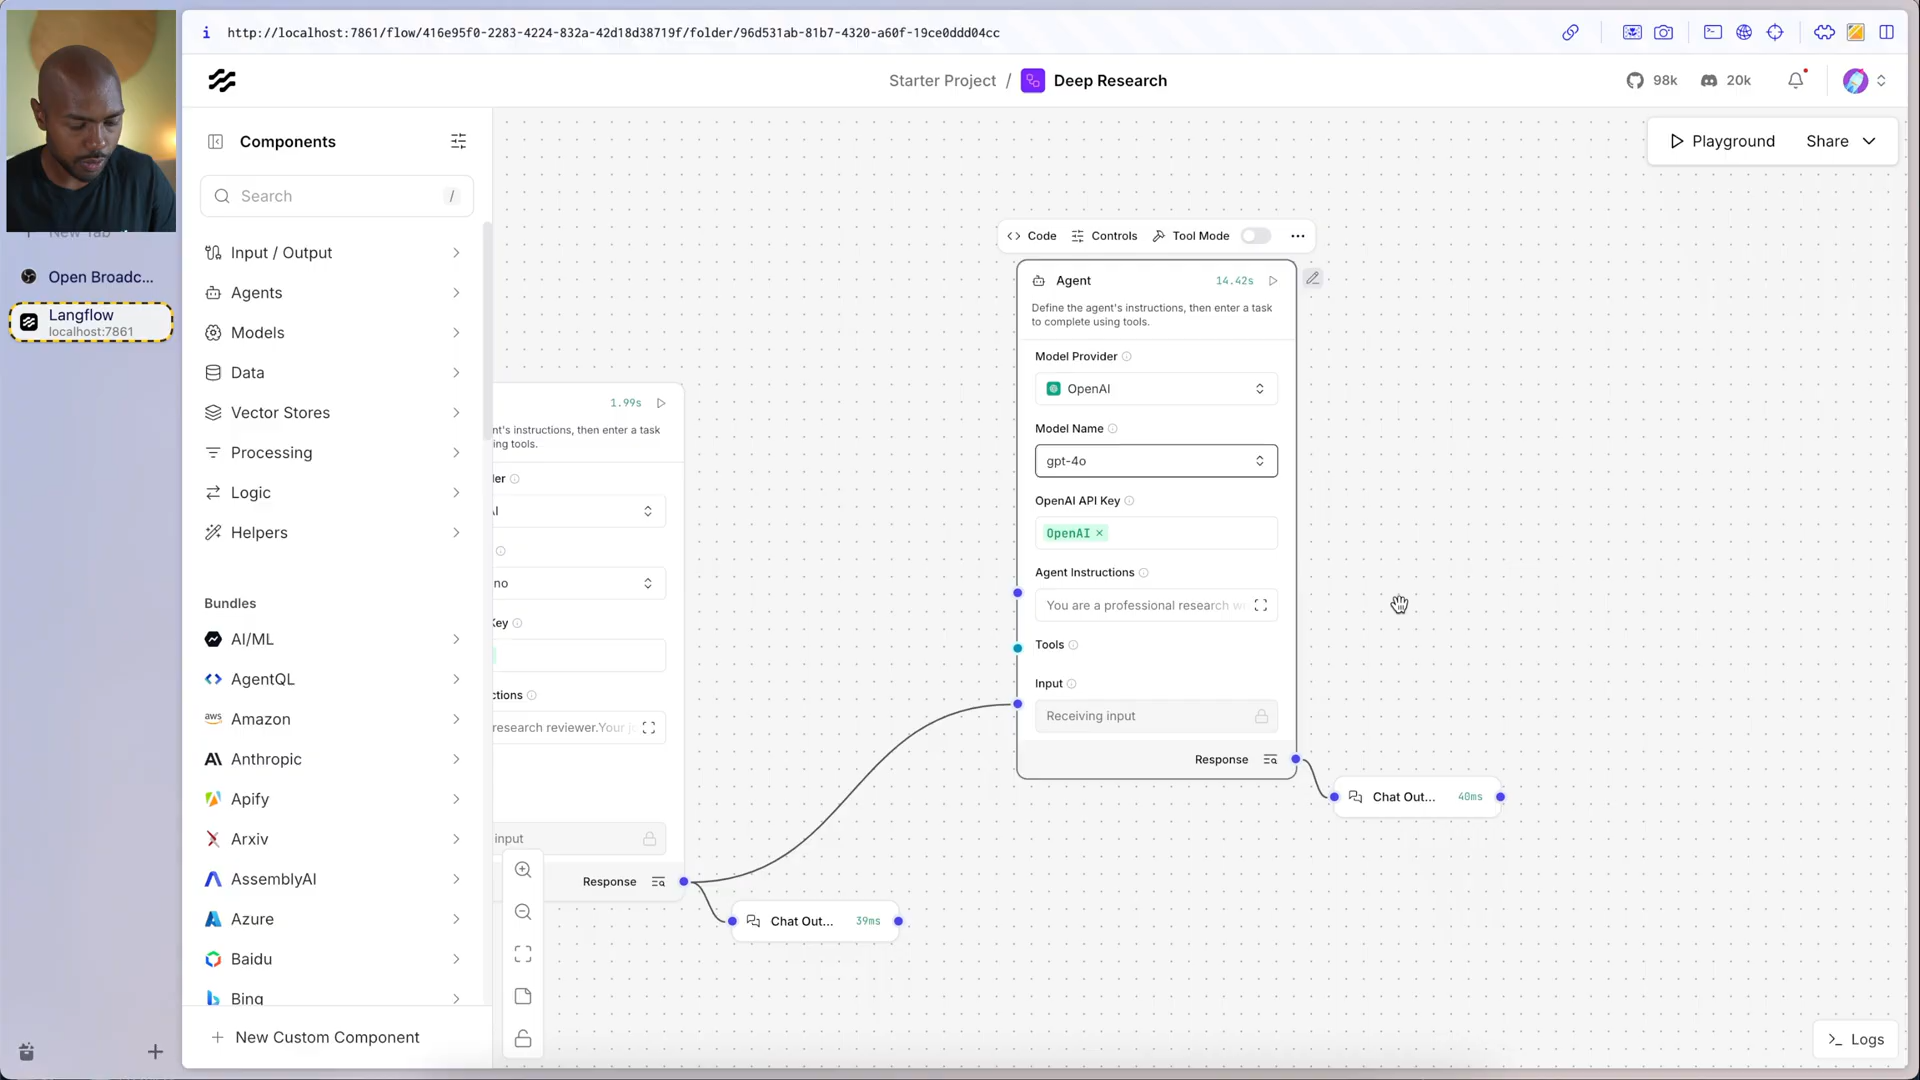 http://localhost:7861/flow/416e95f0-2283-4224-832a-42d18d38719f/folder/96d531ab-81b7-4320-a60f-19ce0ddd04cc
Starter Project / Deep Research
98k
20k
Playground
Share
New Tab
Open Broadc...
Langflow
localhost:7861
Components
Search
/
Input / Output
Agents
Models
Data
Vector Stores
Processing
Logic
Helpers
Bundles
AI/ML
AgentQL
aws
Amazon
Anthropic
Apify
Arxiv
AssemblyAI
Azure
Baidu
Bing
New Custom Component
1.99s
nt's instructions, then enter a task
ing tools.
ler
no
Key
ctions
research reviewer.Your
input
Response
Chat Out... 39ms
Code Controls Tool Mode
Agent 14.42s
Define the agent's instructions, then enter a task
to complete using tools.
Model Provider
OpenAI
Model Name
gpt-4o
OpenAI API Key
OpenAI ×
Agent Instructions
You are a professional research
Tools
Input
Receiving input
Response
Chat Out... 40ms
>_ Logs